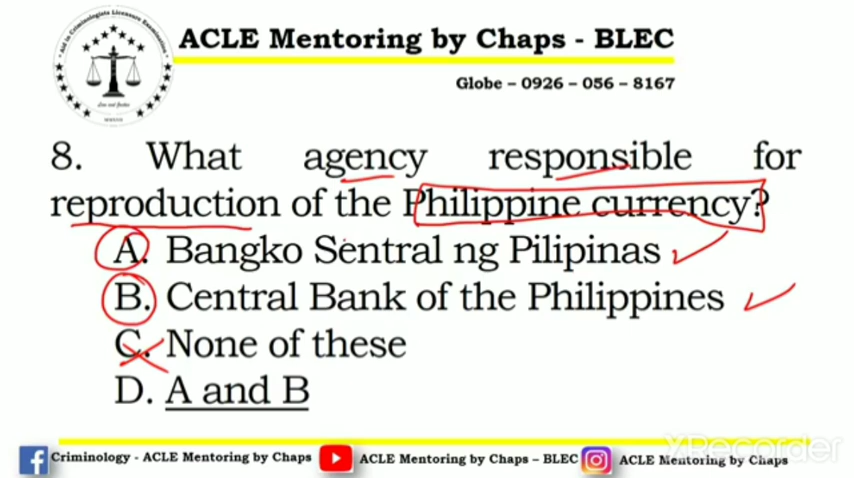 ACLE Mentoring by Chaps - BLEC
Globe – 0926 – 056 – 8167
8. What agency responsible for
reproduction of the Philippine currency?
A. Bangko Sentral ng Pilipinas
B. Central Bank of the Philippines
C. None of these
D. A and B
XRecorder
Criminology - ACLE Mentoring by Chaps
ACLE Mentoring by Chaps – BLEC
ACLE Mentoring by Chaps